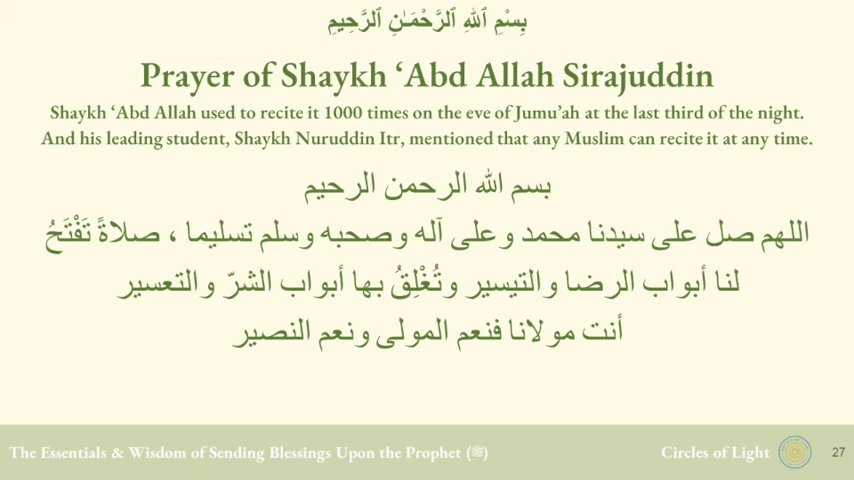 بِسْمِ ٱللَّهِ ٱلرَّحْمَـٰنِ ٱلرَّحِيمِ
Prayer of Shaykh ‘Abd Allah Sirajuddin
Shaykh ‘Abd Allah used to recite it 1000 times on the eve of Jumu’ah at the last third of the night.
And his leading student, Shaykh Nuruddin Itr, mentioned that any Muslim can recite it at any time.
بسم الله الرحمن الرحيم
اللهم صل على سيدنا محمد وعلى آله وصحبه وسلم تسليما ، صلاةً تَفْتَحُ
لنا أبواب الرضا والتيسير وتُغْلِقُ بها أبواب الشرّ والتعسير
أنت مولانا فنعم المولى ونعم النصير
The Essentials & Wisdom of Sending Blessings Upon the Prophet (ﷺ)
Circles of Light
27